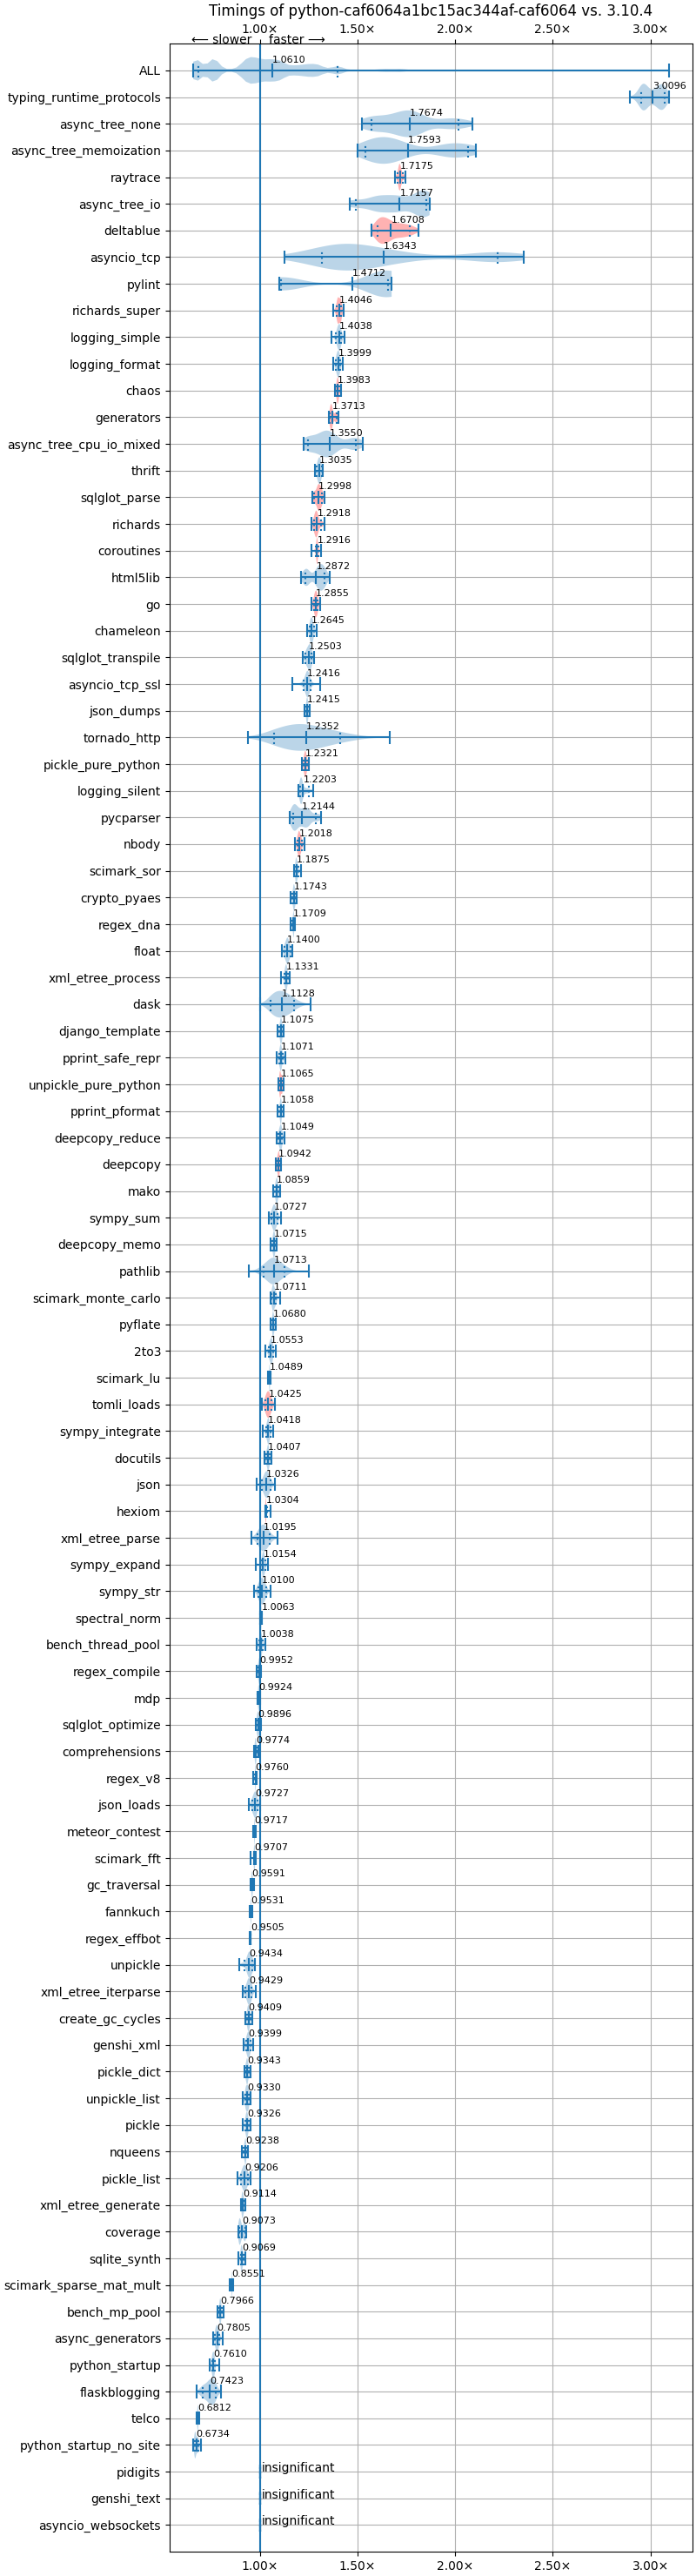 Timings of python-caf6064a1bc15ac344af-caf6064 vs. 3.10.4
1.00× 1.50× 2.00× 2.50× 3.00×
⟵ slower faster ⟶
ALL 1.0610
typing_runtime_protocols 3.0096
async_tree_none 1.7674
async_tree_memoization 1.7593
raytrace 1.7175
async_tree_io 1.7157
deltablue 1.6708
asyncio_tcp 1.6343
pylint 1.4712
richards_super 1.4046
logging_simple 1.4038
logging_format 1.3999
chaos 1.3983
generators 1.3713
async_tree_cpu_io_mixed 1.3550
thrift 1.3035
sqlglot_parse 1.2998
richards 1.2918
coroutines 1.2916
html5lib 1.2872
go 1.2855
chameleon 1.2645
sqlglot_transpile 1.2503
asyncio_tcp_ssl 1.2416
json_dumps 1.2415
tornado_http 1.2352
pickle_pure_python 1.2321
logging_silent 1.2203
pycparser 1.2144
nbody 1.2018
scimark_sor 1.1875
crypto_pyaes 1.1743
regex_dna 1.1709
float 1.1400
xml_etree_process 1.1331
dask 1.1128
django_template 1.1075
pprint_safe_repr 1.1071
unpickle_pure_python 1.1065
pprint_pformat 1.1058
deepcopy_reduce 1.1049
deepcopy 1.0942
mako 1.0859
sympy_sum 1.0727
deepcopy_memo 1.0715
pathlib 1.0713
scimark_monte_carlo 1.0711
pyflate 1.0680
2to3 1.0553
scimark_lu 1.0489
tomli_loads 1.0425
sympy_integrate 1.0418
docutils 1.0407
json 1.0326
hexiom 1.0304
xml_etree_parse 1.0195
sympy_expand 1.0154
sympy_str 1.0100
spectral_norm 1.0063
bench_thread_pool 1.0038
regex_compile 0.9952
mdp 0.9924
sqlglot_optimize 0.9896
comprehensions 0.9774
regex_v8 0.9760
json_loads 0.9727
meteor_contest 0.9717
scimark_fft 0.9707
gc_traversal 0.9591
fannkuch 0.9531
regex_effbot 0.9505
unpickle 0.9434
xml_etree_iterparse 0.9429
create_gc_cycles 0.9409
genshi_xml 0.9399
pickle_dict 0.9343
unpickle_list 0.9330
pickle 0.9326
nqueens 0.9238
pickle_list 0.9206
xml_etree_generate 0.9114
coverage 0.9073
sqlite_synth 0.9069
scimark_sparse_mat_mult 0.8551
bench_mp_pool 0.7966
async_generators 0.7805
python_startup 0.7610
flaskblogging 0.7423
telco 0.6812
python_startup_no_site 0.6734
pidigits insignificant
genshi_text insignificant
asyncio_websockets insignificant
1.00× 1.50× 2.00× 2.50× 3.00×